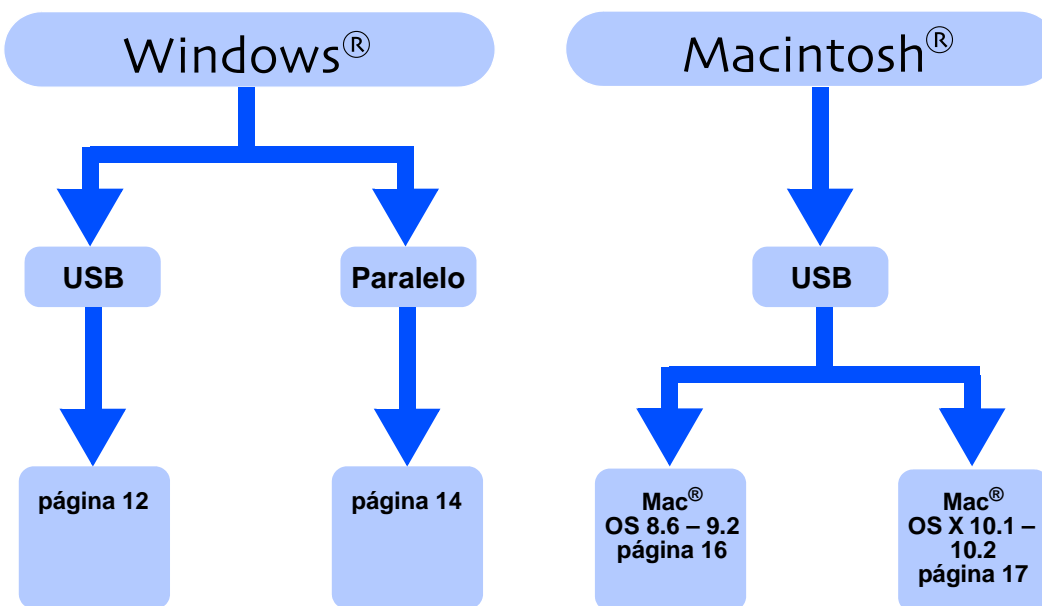 Windows®
Macintosh®
USB
Paralelo
USB
página 12
página 14
Mac®
OS 8.6 – 9.2
página 16
Mac®
OS X 10.1 –
10.2
página 17